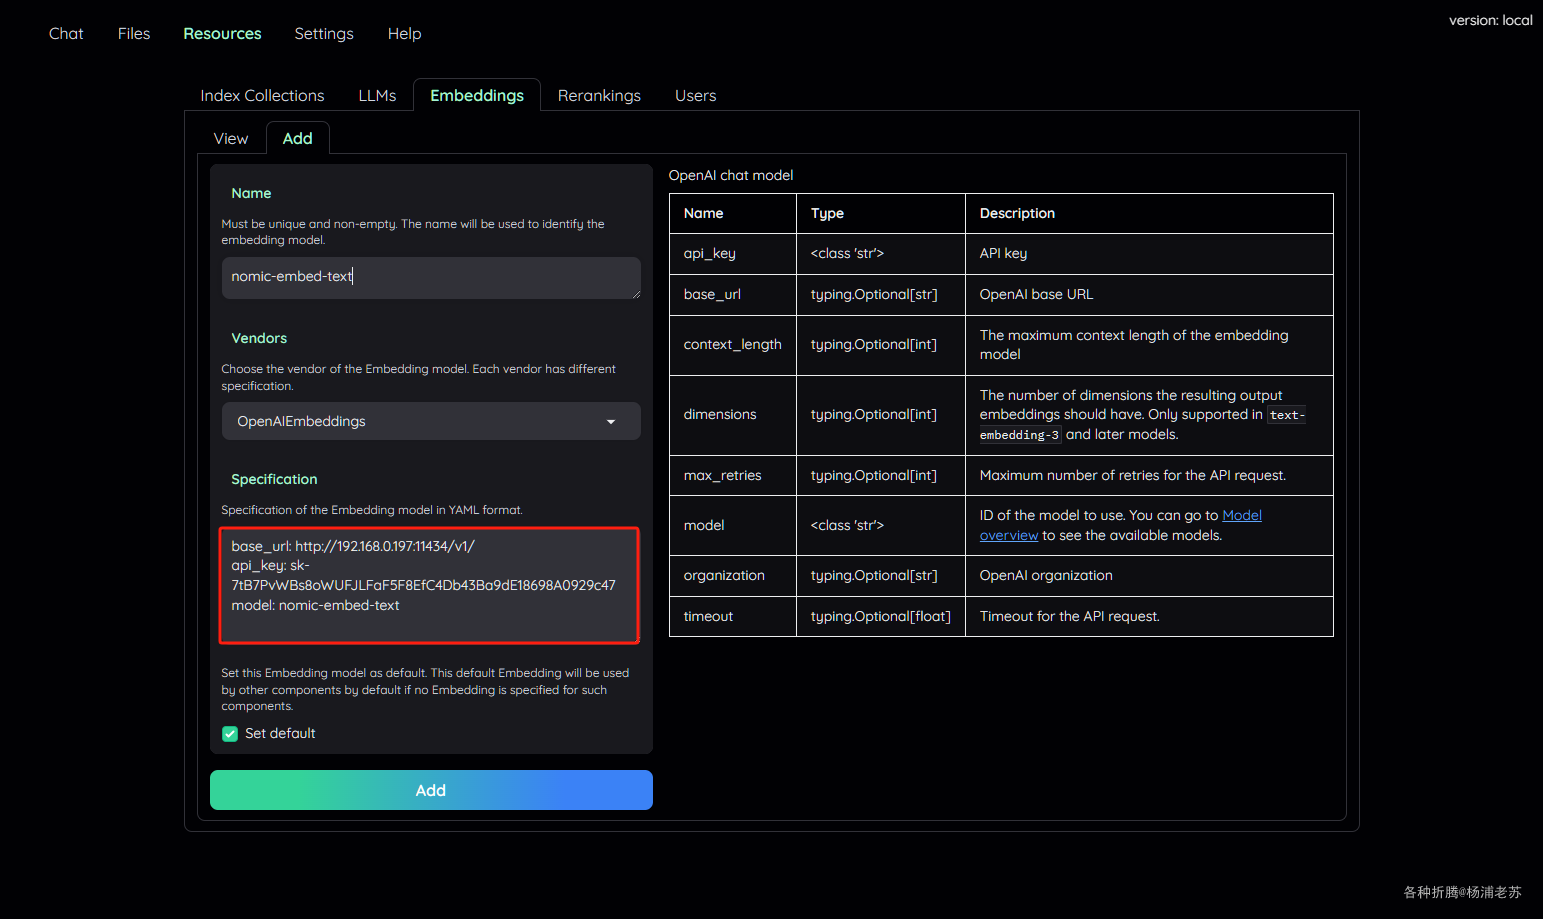 Chat Files Resources Settings Help
version: local
Index Collections LLMs Embeddings Rerankings Users
View Add
Name
Must be unique and non-empty. The name will be used to identify the
embedding model.
nomic-embed-text
Vendors
Choose the vendor of the Embedding model. Each vendor has different
specification.
OpenAIEmbeddings
Specification
Specification of the Embedding model in YAML format.
base_url: http://192.168.0.197:11434/v1/
api_key: sk-
7tB7PvWBs8oWUFJLFaF5F8EfC4Db43Ba9dE18698A0929c47
model: nomic-embed-text
Set this Embedding model as default. This default Embedding will be used
by other components by default if no Embedding is specified for such
components.
Set default
Add
OpenAI chat model
Name Type Description
api_key <class 'str'> API key
base_url typing.Optional[str] OpenAI base URL
context_length typing.Optional[int] The maximum context length of the embedding
model
dimensions typing.Optional[int] The number of dimensions the resulting output
embeddings should have. Only supported in text-
embedding-3 and later models.
max_retries typing.Optional[int] Maximum number of retries for the API request.
model <class 'str'> ID of the model to use. You can go to Model
overview to see the available models.
organization typing.Optional[str] OpenAI organization
timeout typing.Optional[float] Timeout for the API request.
各种折腾@杨浦老苏